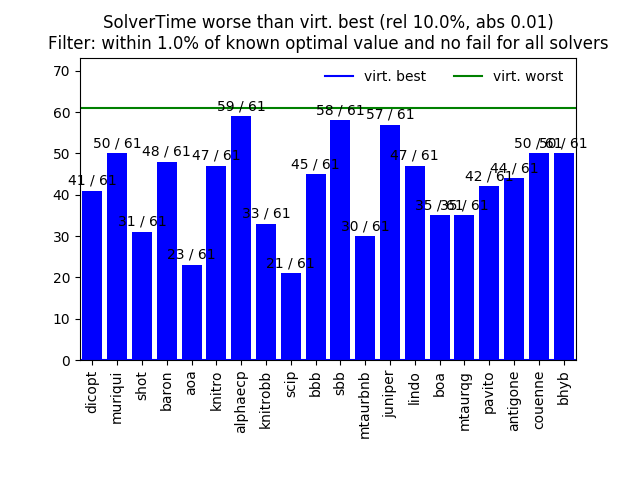 SolverTime worse than virt. best (rel 10.0%, abs 0.01)
Filter: within 1.0% of known optimal value and no fail for all solvers
virt. best
virt. worst
70
60
50
40
30
20
10
0
41 / 61
50 / 61
31 / 61
48 / 61
23 / 61
47 / 61
59 / 61
33 / 61
21 / 61
45 / 61
58 / 61
30 / 61
57 / 61
47 / 61
35 / 61
35 / 61
42 / 61
44 / 61
50 / 61
50 / 61
dicopt
muriqui
shot
baron
aoa
knitro
alphaecp
knitrobb
scip
bbb
sbb
mtaurbnb
juniper
lindo
boa
mtaurqg
pavito
antigone
couenne
bhyb